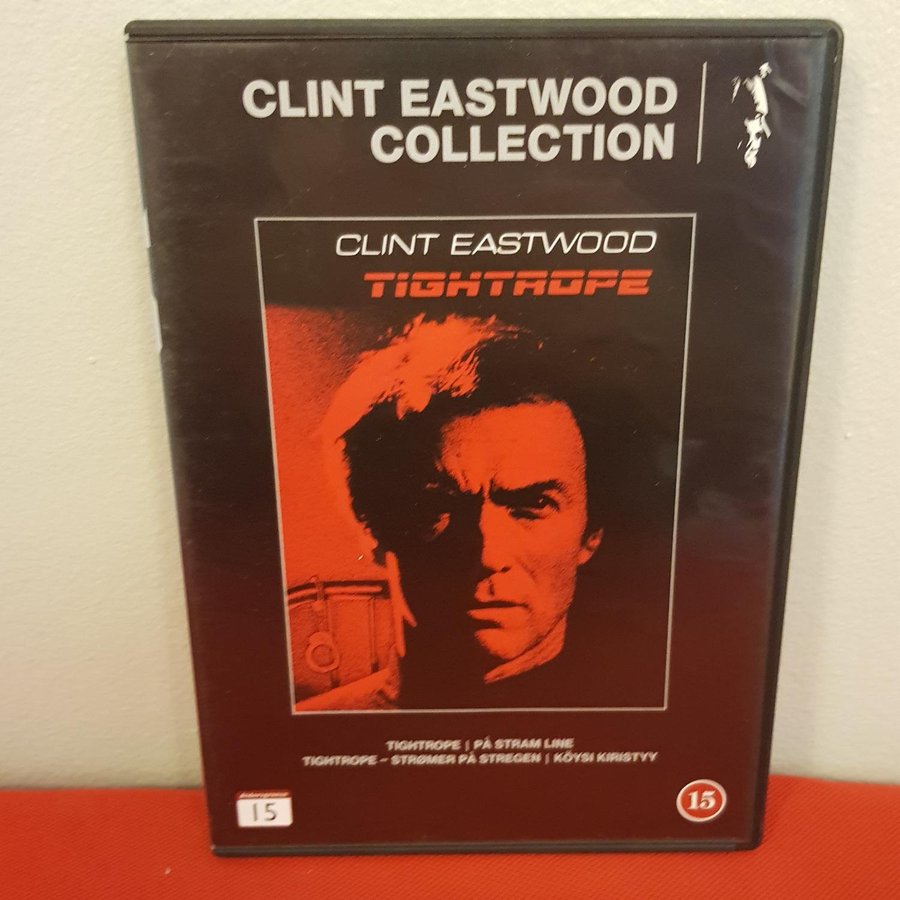 CLINT EASTWOOD
COLLECTION
CLINT EASTWOOD
TIGHTROPE
TIGHTROPE | PÅ STRAM LINE
TIGHTROPE – STRØMER PÅ STREGEN | KÖYSI KIRISTYY
15
15